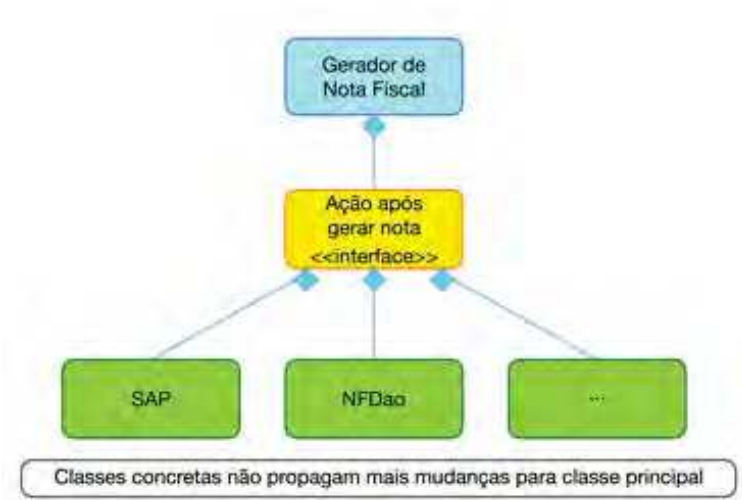 Gerador de
Nota Fiscal
Ação após
gerar nota
<<interface>>
SAP
NFDao
...
Classes concretas não propagam mais mudanças para classe principal